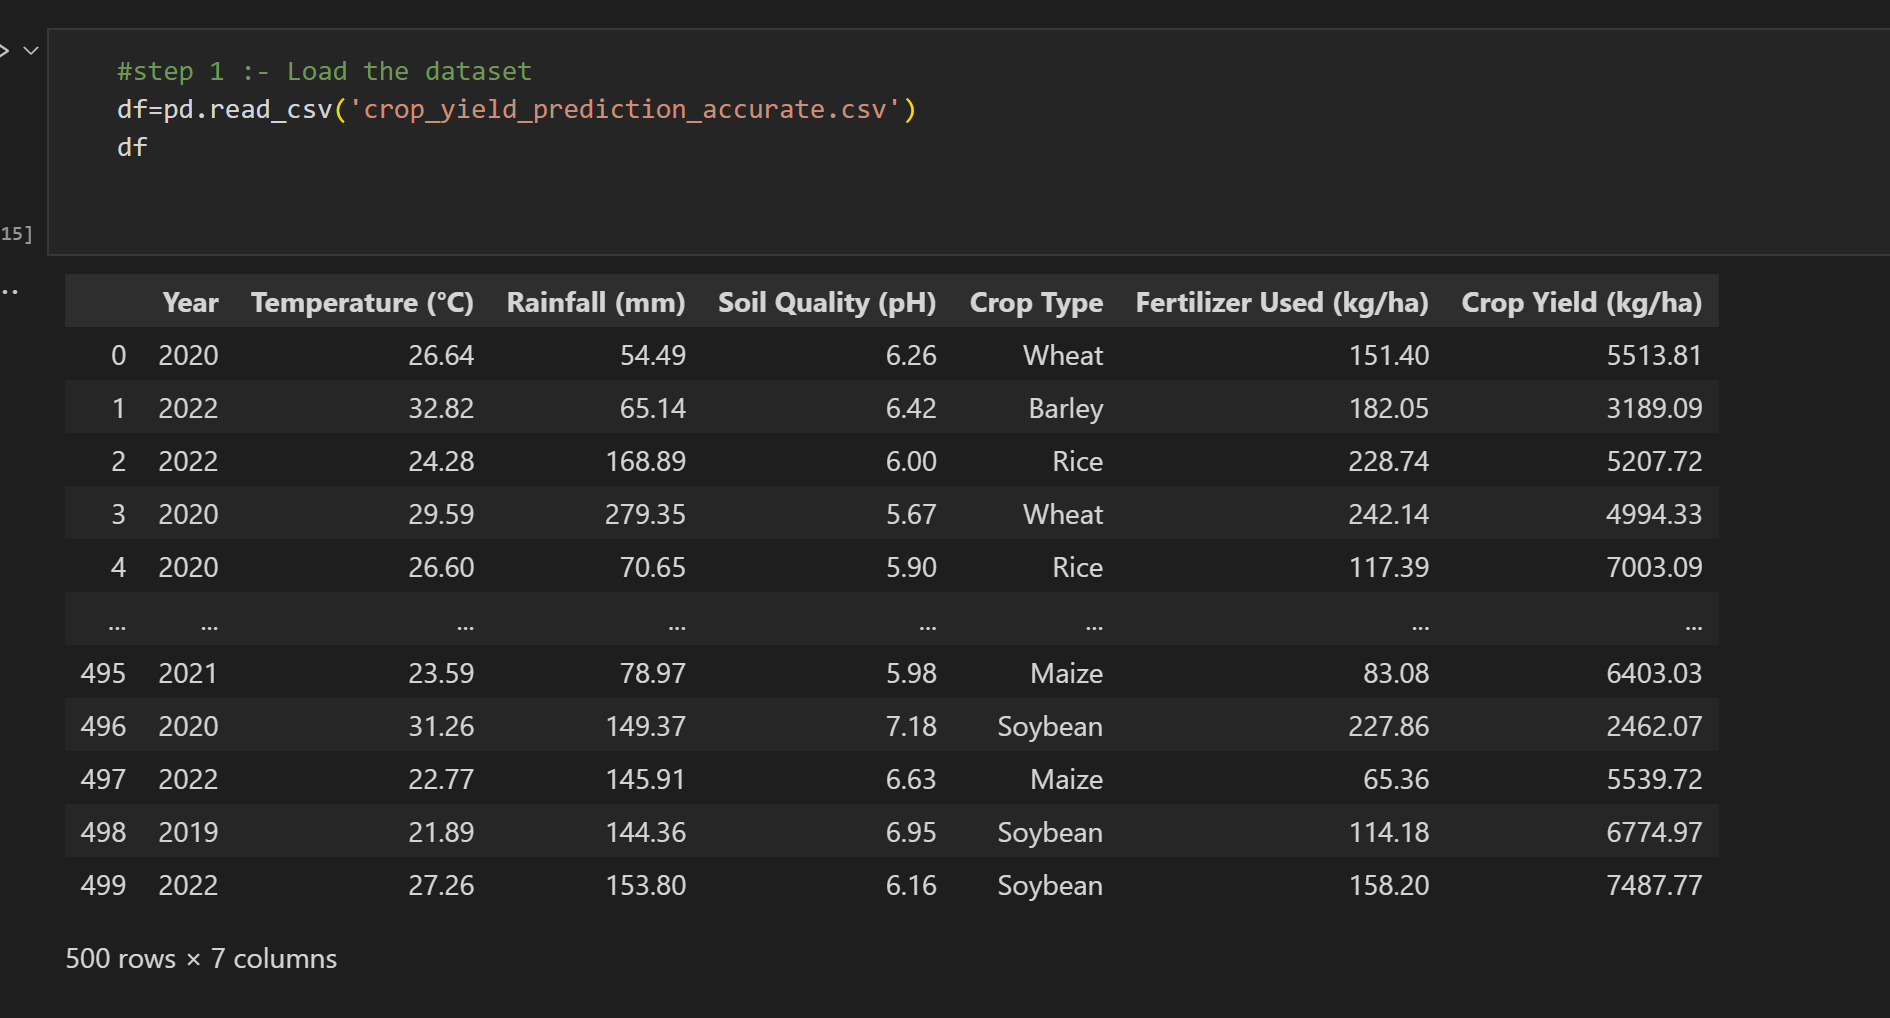 #step 1 :- Load the dataset
df=pd.read_csv('crop_yield_prediction_accurate.csv')
df
15]
Year Temperature (°C) Rainfall (mm) Soil Quality (pH) Crop Type Fertilizer Used (kg/ha) Crop Yield (kg/ha)
0 2020 26.64 54.49 6.26 Wheat 151.40 5513.81
1 2022 32.82 65.14 6.42 Barley 182.05 3189.09
2 2022 24.28 168.89 6.00 Rice 228.74 5207.72
3 2020 29.59 279.35 5.67 Wheat 242.14 4994.33
4 2020 26.60 70.65 5.90 Rice 117.39 7003.09
... ... ... ... ... ... ... ...
495 2021 23.59 78.97 5.98 Maize 83.08 6403.03
496 2020 31.26 149.37 7.18 Soybean 227.86 2462.07
497 2022 22.77 145.91 6.63 Maize 65.36 5539.72
498 2019 21.89 144.36 6.95 Soybean 114.18 6774.97
499 2022 27.26 153.80 6.16 Soybean 158.20 7487.77
500 rows × 7 columns